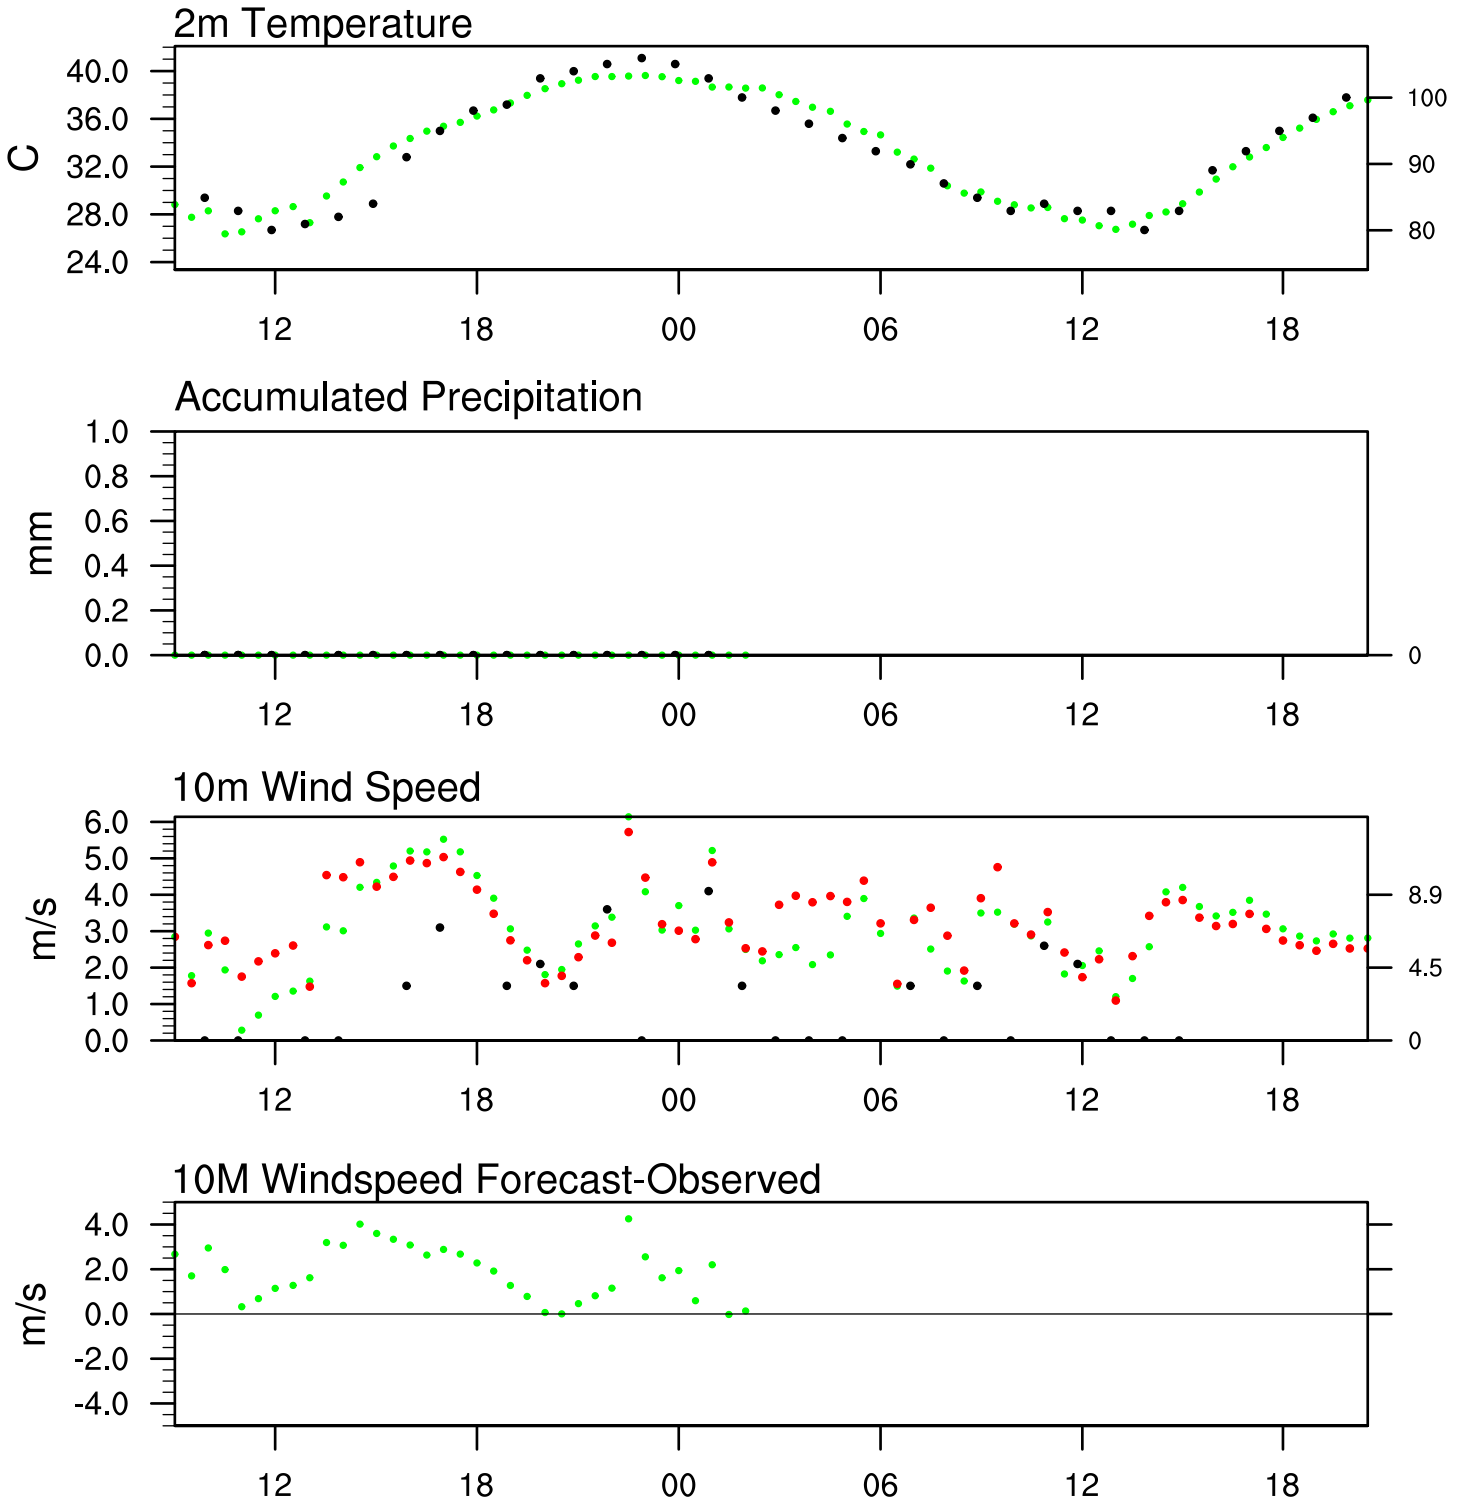 2m Temperature
40.0
36.0
32.0
28.0
24.0
C
100
90
80
12 18 00 06 12 18
Accumulated Precipitation
1.0
0.8
0.6
0.4
0.2
0.0
mm
0
12 18 00 06 12 18
10m Wind Speed
6.0
5.0
4.0
3.0
2.0
1.0
0.0
m/s
8.9
4.5
0
12 18 00 06 12 18
10M Windspeed Forecast-Observed
4.0
2.0
0.0
-2.0
-4.0
m/s
12 18 00 06 12 18